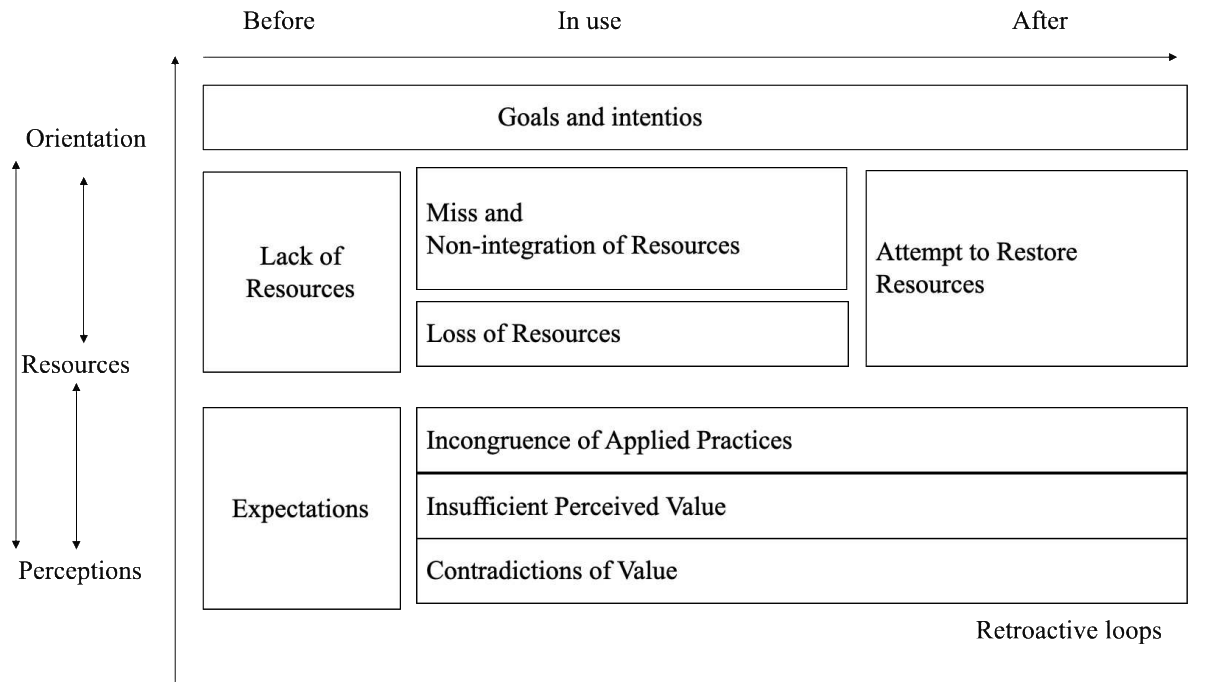 Before
In use
After
Orientation
Goals and intentios
Lack of
Resources
Miss and
Non-integration of Resources
Loss of Resources
Attempt to Restore
Resources
Resources
Expectations
Incongruence of Applied Practices
Insufficient Perceived Value
Contradictions of Value
Perceptions
Retroactive loops